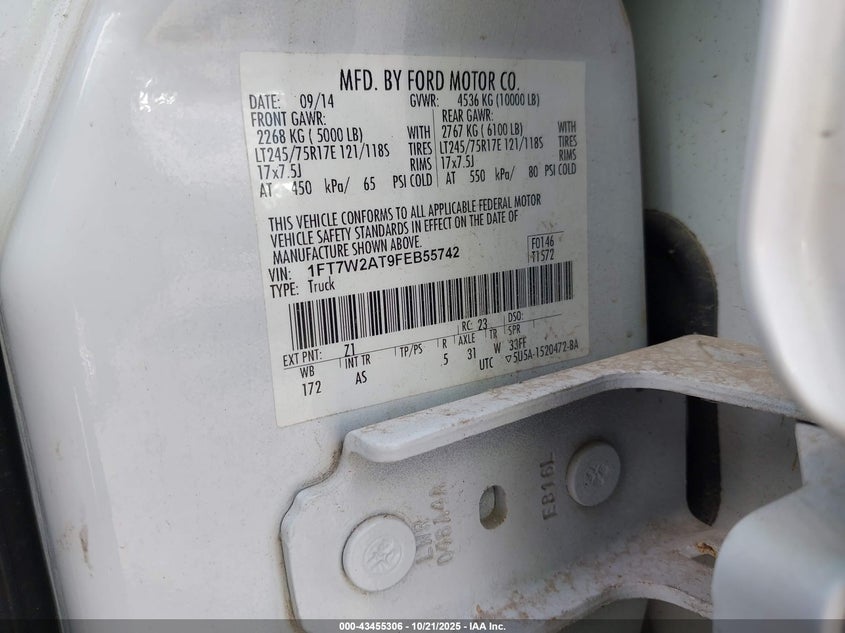 MFD. BY FORD MOTOR CO.
DATE: 09/14 GVWR: 4536 KG (10000 LB)
FRONT GAWR: REAR GAWR:
2268 KG ( 5000 LB) WITH 2767 KG ( 6100 LB) WITH
LT245/75R17E 121/118S TIRES LT245/75R17E 121/118S TIRES
17x7.5J RIMS 17x7.5J RIMS
AT 450 kPa/ 65 PSI COLD AT 550 kPa/ 80 PSI COLD
THIS VEHICLE CONFORMS TO ALL APPLICABLE FEDERAL MOTOR
VEHICLE SAFETY STANDARDS IN EFFECT ON THE DATE OF
MANUFACTURE SHOWN ABOVE.
VIN: 1FT7W2AT9FEB55742
TYPE: Truck
F0146
T1572
EXT PNT: Z1 RC: 23 DSO:
WB INT TR TP/PS R AXLE TR SPR
172 AS 5 31 W 33FF
UTC ▽5U5A-1520472-BA
EB16L
LWR
000-43455306 - 10/21/2025 - IAA Inc.